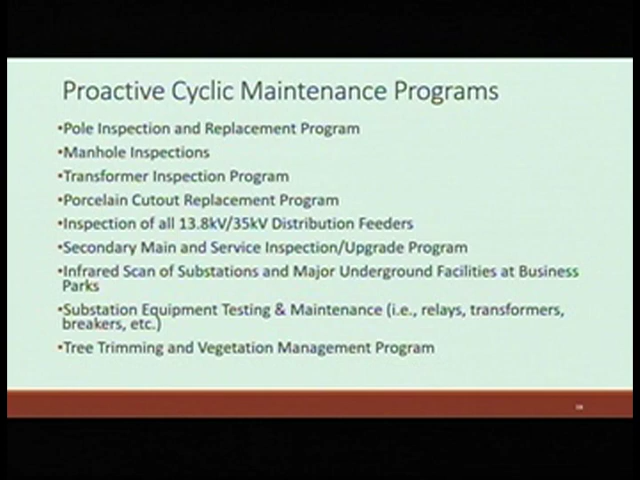 Proactive Cyclic Maintenance Programs
•Pole Inspection and Replacement Program
•Manhole Inspections
•Transformer Inspection Program
•Porcelain Cutout Replacement Program
•Inspection of all 13.8kV/35kV Distribution Feeders
•Secondary Main and Service Inspection/Upgrade Program
•Infrared Scan of Substations and Major Underground Facilities at Business
Parks
•Substation Equipment Testing & Maintenance (i.e., relays, transformers,
breakers, etc.)
•Tree Trimming and Vegetation Management Program